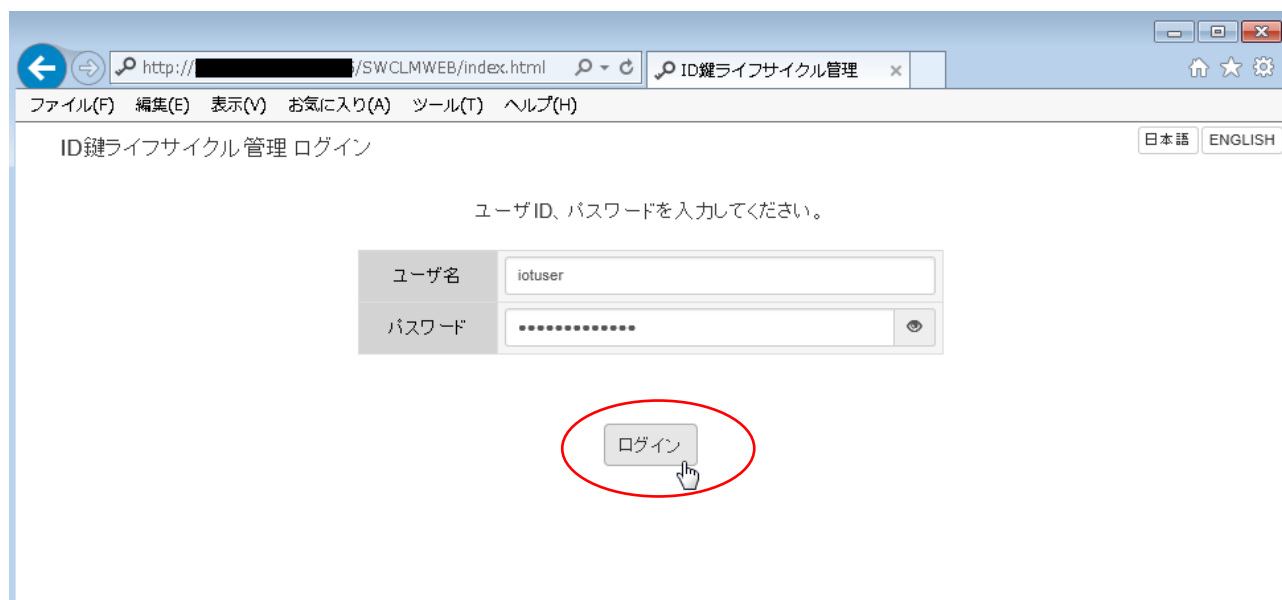 http:// /SWCLMWEB/index.html
ID鍵ライフサイクル管理
ファイル(F) 編集(E) 表示(V) お気に入り(A) ツール(T) ヘルプ(H)
ID鍵ライフサイクル管理 ログイン
日本語 ENGLISH
ユーザID、パスワードを入力してください。
ユーザ名 iotuser
パスワード •••••••••••••
ログイン